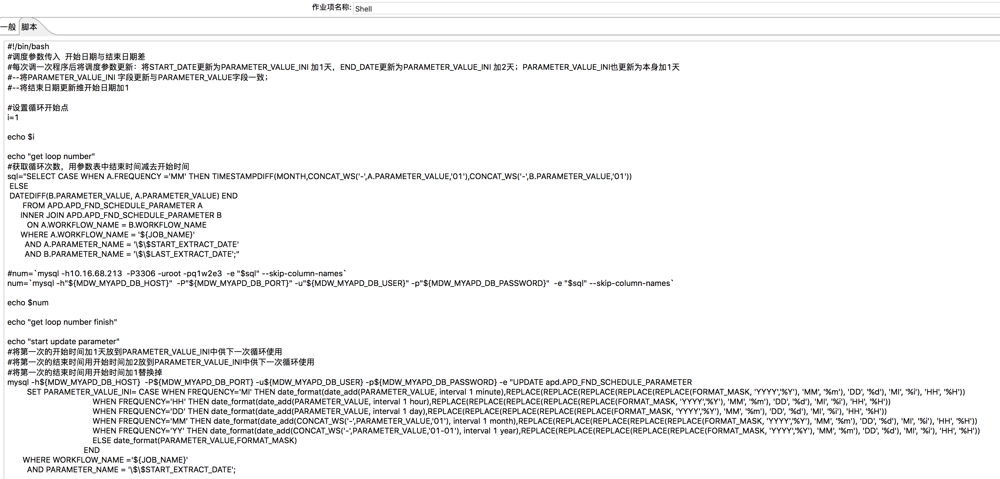 作业项名称: Shell
一般 脚本
#!/bin/bash
#调度参数传入  开始日期与结束日期差
#每次调一次程序后将调度参数更新：将START_DATE更新为PARAMETER_VALUE_INI 加1天，END_DATE更新为PARAMETER_VALUE_INI 加2天；PARAMETER_VALUE_INI也更新为本身加1天
#--将PARAMETER_VALUE_INI 字段更新与PARAMETER_VALUE字段一致；
#--将结束日期更新维开始日期加1
#设置循环开始点
i=1
echo $i
echo "get loop number"
#获取循环次数，用参数表中结束时间减去开始时间
sql="SELECT CASE WHEN A.FREQUENCY ='MM' THEN TIMESTAMPDIFF(MONTH,CONCAT_WS('-',A.PARAMETER_VALUE,'01'),CONCAT_WS('-',B.PARAMETER_VALUE,'01'))
ELSE
DATEDIFF(B.PARAMETER_VALUE, A.PARAMETER_VALUE) END
FROM APD.APD_FND_SCHEDULE_PARAMETER A
INNER JOIN APD.APD_FND_SCHEDULE_PARAMETER B
ON A.WORKFLOW_NAME = B.WORKFLOW_NAME
WHERE A.WORKFLOW_NAME = '${JOB_NAME}'
AND A.PARAMETER_NAME = '\$\$START_EXTRACT_DATE'
AND B.PARAMETER_NAME = '\$\$LAST_EXTRACT_DATE';"
#num=`mysql -h10.16.68.213  -P3306 -uroot -pq1w2e3  -e "$sql" --skip-column-names`
num=`mysql -h"${MDW_MYAPD_DB_HOST}"  -P"${MDW_MYAPD_DB_PORT}" -u"${MDW_MYAPD_DB_USER}" -p"${MDW_MYAPD_DB_PASSWORD}"  -e "$sql" --skip-column-names`
echo $num
echo "get loop number finish"
echo "start update parameter"
#将第一次的开始时间加1天放到PARAMETER_VALUE_INI中供下一次循环使用
#将第一次的结束时间用开始时间加2放到PARAMETER_VALUE_INI中供下一次循环使用
#将第一次的结束时间用开始时间加1替换掉
mysql -h${MDW_MYAPD_DB_HOST}  -P${MDW_MYAPD_DB_PORT} -u${MDW_MYAPD_DB_USER} -p${MDW_MYAPD_DB_PASSWORD} -e "UPDATE apd.APD_FND_SCHEDULE_PARAMETER
SET PARAMETER_VALUE_INI= CASE WHEN FREQUENCY='MI' THEN date_format(date_add(PARAMETER_VALUE, interval 1 minute),REPLACE(REPLACE(REPLACE(REPLACE(REPLACE(FORMAT_MASK, 'YYYY','%Y'), 'MM', '%m'), 'DD', '%d'), 'MI', '%i'), 'HH', '%H'))
WHEN FREQUENCY='HH' THEN date_format(date_add(PARAMETER_VALUE, interval 1 hour),REPLACE(REPLACE(REPLACE(REPLACE(REPLACE(FORMAT_MASK, 'YYYY','%Y'), 'MM', '%m'), 'DD', '%d'), 'MI', '%i'), 'HH', '%H'))
WHEN FREQUENCY='DD' THEN date_format(date_add(PARAMETER_VALUE, interval 1 day),REPLACE(REPLACE(REPLACE(REPLACE(REPLACE(FORMAT_MASK, 'YYYY','%Y'), 'MM', '%m'), 'DD', '%d'), 'MI', '%i'), 'HH', '%H'))
WHEN FREQUENCY='MM' THEN date_format(date_add(CONCAT_WS('-',PARAMETER_VALUE,'01'), interval 1 month),REPLACE(REPLACE(REPLACE(REPLACE(REPLACE(FORMAT_MASK, 'YYYY','%Y'), 'MM', '%m'), 'DD', '%d'), 'MI', '%i'), 'HH', '%H'))
WHEN FREQUENCY='YY' THEN date_format(date_add(CONCAT_WS('-',PARAMETER_VALUE,'01-01'), interval 1 year),REPLACE(REPLACE(REPLACE(REPLACE(REPLACE(FORMAT_MASK, 'YYYY','%Y'), 'MM', '%m'), 'DD', '%d'), 'MI', '%i'), 'HH', '%H'))
ELSE date_format(PARAMETER_VALUE,FORMAT_MASK)
END
WHERE WORKFLOW_NAME ='${JOB_NAME}'
AND PARAMETER_NAME = '\$\$START_EXTRACT_DATE';